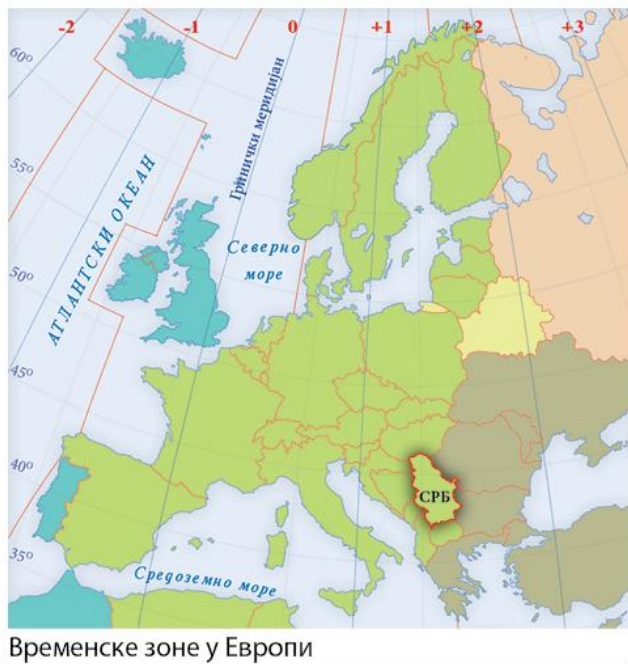 -2 -1 0 +1 +2 +3
60°
55°
50°
45°
40°
35°
Гринички меридијан
АТЛАНТСКИ ОКЕАН
Северно
море
СРБ
Средоземно море
Временске зоне у Европи